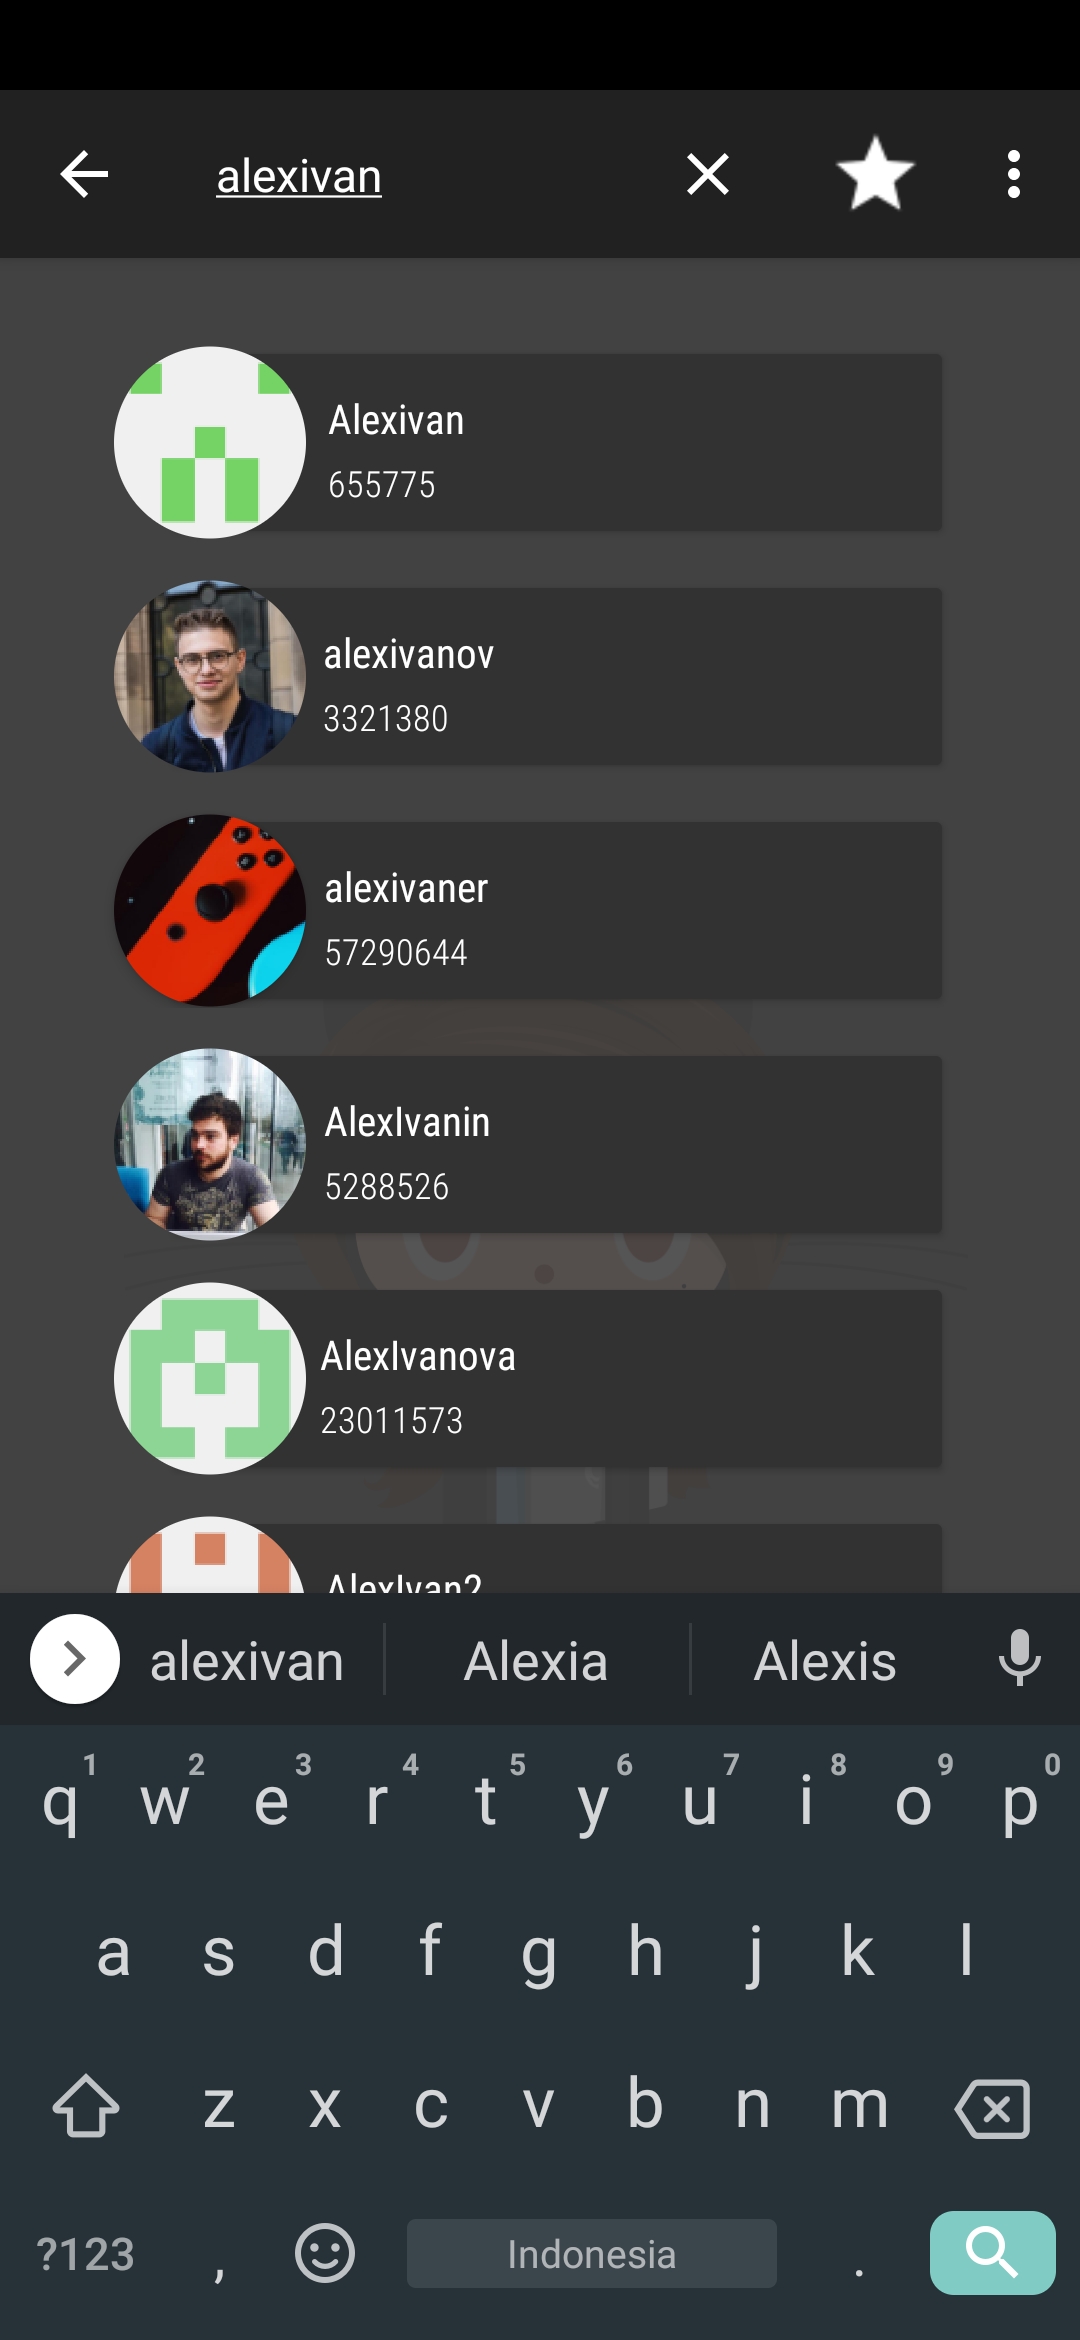 alexivan
Alexivan
655775
alexivanov
3321380
alexivaner
57290644
AlexIvanin
5288526
AlexIvanova
23011573
AlexIvan2
alexivan Alexia Alexis
1 2 3 4 5 6 7 8 9 0
q w e r t y u i o p
a s d f g h j k l
z x c v b n m
?123 , Indonesia .